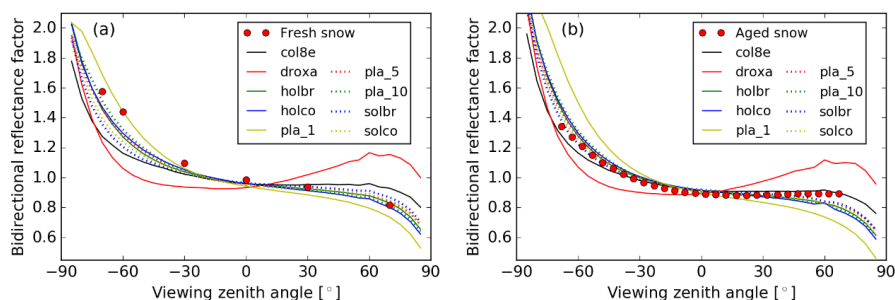 (a)
Fresh snow
col8e
droxa
holbr
holco
pla_1
pla_5
pla_10
solbr
solco
Bidirectional reflectance factor
2.0
1.8
1.6
1.4
1.2
1.0
0.8
0.6
−90 −60 −30 0 30 60 90
Viewing zenith angle [°]
(b)
Aged snow
col8e
droxa
holbr
holco
pla_1
pla_5
pla_10
solbr
solco
Bidirectional reflectance factor
2.0
1.8
1.6
1.4
1.2
1.0
0.8
0.6
−90 −60 −30 0 30 60 90
Viewing zenith angle [°]